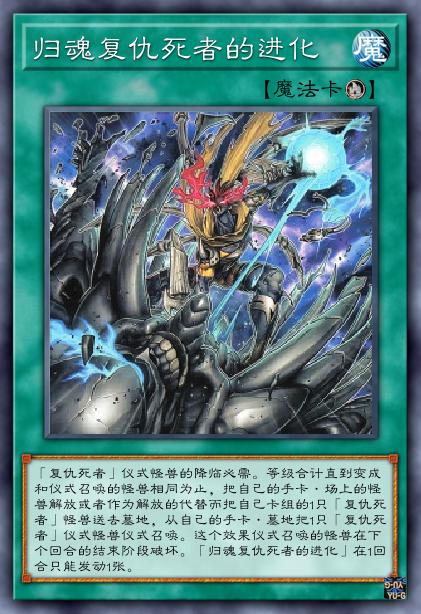 归魂复仇死者的进化
魔
【魔法卡】
「复仇死者」仪式怪兽的降临必需。等级合计直到变成
和仪式召唤的怪兽相同为止，把自己的手卡·场上的怪
兽解放或者作为解放的代替而把自己卡组的1只「复仇死
者」怪兽送去墓地，从自己的手卡·墓地把1只「复仇死
者」仪式怪兽仪式召唤。这个效果仪式召唤的怪兽在下
个回合的结束阶段破坏。「归魂复仇死者的进化」在1回
合只能发动1张。